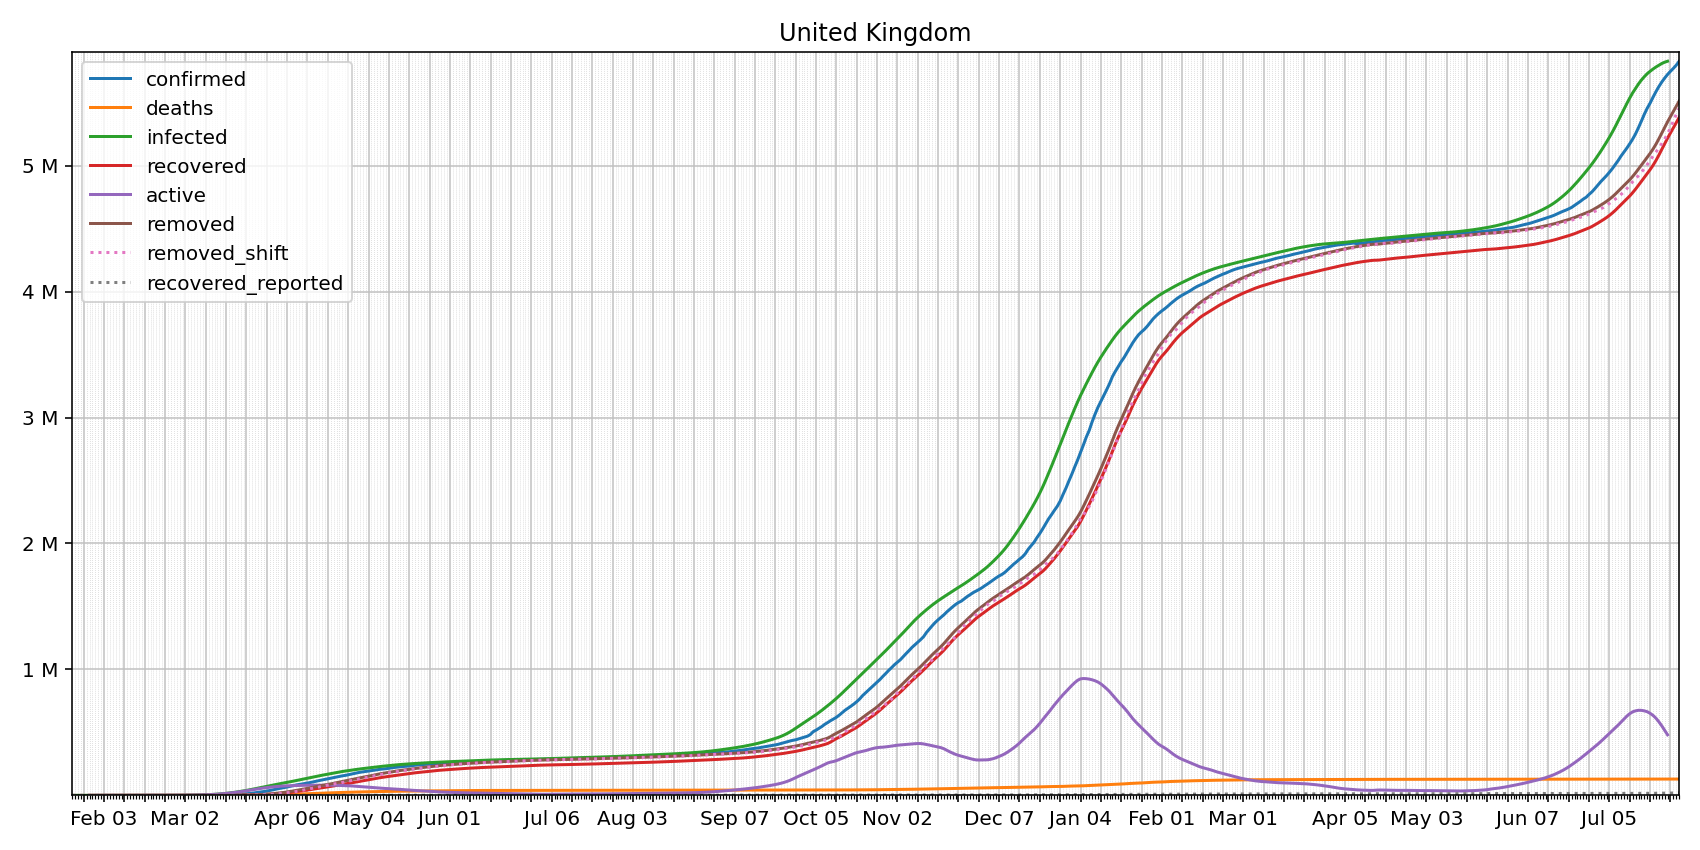 United Kingdom
confirmed
deaths
infected
recovered
active
removed
removed_shift
recovered_reported
5 M
4 M
3 M
2 M
1 M
Feb 03 Mar 02 Apr 06 May 04 Jun 01 Jul 06 Aug 03 Sep 07 Oct 05 Nov 02 Dec 07 Jan 04 Feb 01 Mar 01 Apr 05 May 03 Jun 07 Jul 05